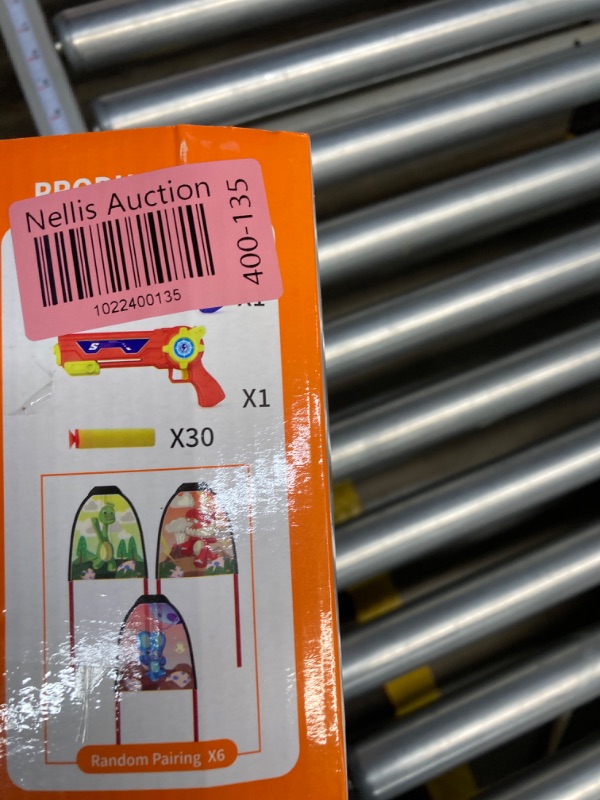 Nellis Auction
400-135
1022400135
X1
S
X1
X30
Random Pairing X6